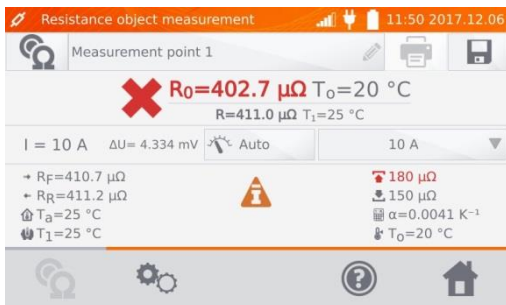 Resistance object measurement 11:50 2017.12.06
Measurement point 1
R₀=402.7 µΩ T₀=20 °C
R=411.0 µΩ T₁=25 °C
I = 10 A ΔU= 4.334 mV Auto 10 A
→ RF=410.7 µΩ 180 µΩ
← RR=411.2 µΩ 150 µΩ
Ta=25 °C α=0.0041 K⁻¹
T1=25 °C T₀=20 °C